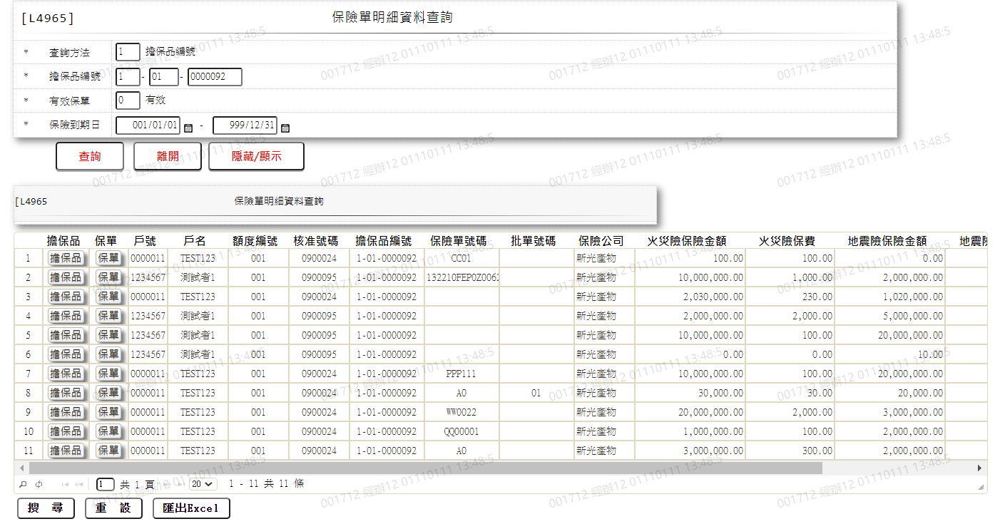 [L4965]
保險單明細資料查詢
* 查詢方法 1 擔保品編號
* 擔保品編號 1 - 01 - 0000092
* 有效保單 0 有效
* 保險到期日 001/01/01 - 999/12/31
查詢 離開 隱藏/顯示
[L4965
保險單明細資料查詢
擔保品 保單 戶號 戶名 額度編號 核准號碼 擔保品編號 保險單號碼 批單號碼 保險公司 火災險保險金額 火災險保費 地震險保險金額 地震險
1 擔保品 保單 0000011 TEST123 001 0900024 1-01-0000092 CC01 新光產物 100.00 100.00 0.00
2 擔保品 保單 1234567 測試者1 001 0900095 1-01-0000092 132210FEP0Z0062 新光產物 10,000,000.00 1,000.00 2,000,000.00
3 擔保品 保單 0000011 TEST123 001 0900024 1-01-0000092 新光產物 2,030,000.00 230.00 1,020,000.00
4 擔保品 保單 1234567 測試者1 001 0900095 1-01-0000092 新光產物 2,000,000.00 2,000.00 5,000,000.00
5 擔保品 保單 1234567 測試者1 001 0900095 1-01-0000092 新光產物 10,000,000.00 100.00 20,000,000.00
6 擔保品 保單 1234567 測試者1 001 0900095 1-01-0000092 新光產物 0.00 0.00 10.00
7 擔保品 保單 0000011 TEST123 001 0900024 1-01-0000092 PPP111 新光產物 10,000,000.00 100.00 20,000,000.00
8 擔保品 保單 0000011 TEST123 001 0900024 1-01-0000092 A0 01 新光產物 30,000.00 30.00 20,000.00
9 擔保品 保單 0000011 TEST123 001 0900024 1-01-0000092 WW0022 新光產物 20,000,000.00 2,000.00 3,000,000.00
10 擔保品 保單 0000011 TEST123 001 0900024 1-01-0000092 QQ00001 新光產物 1,000,000.00 100.00 2,000,000.00
11 擔保品 保單 0000011 TEST123 001 0900024 1-01-0000092 A0 新光產物 3,000,000.00 300.00 2,000,000.00
1 共 1 頁 20 1 - 11 共 11 條
搜 尋 重 設 匯出Excel
001712 經辦12 01110111 13:48:5